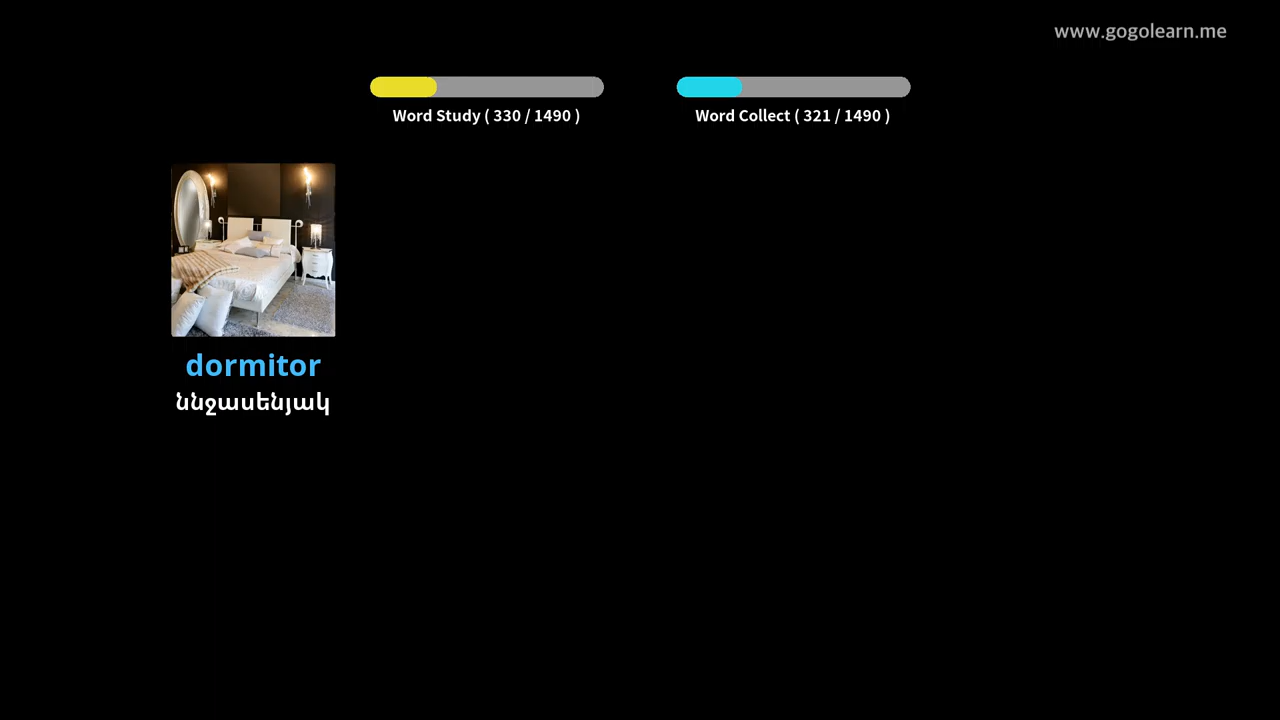 www.gogolearn.me
Word Study ( 330 / 1490 )
Word Collect ( 321 / 1490 )
dormitor
ննջասենյակ